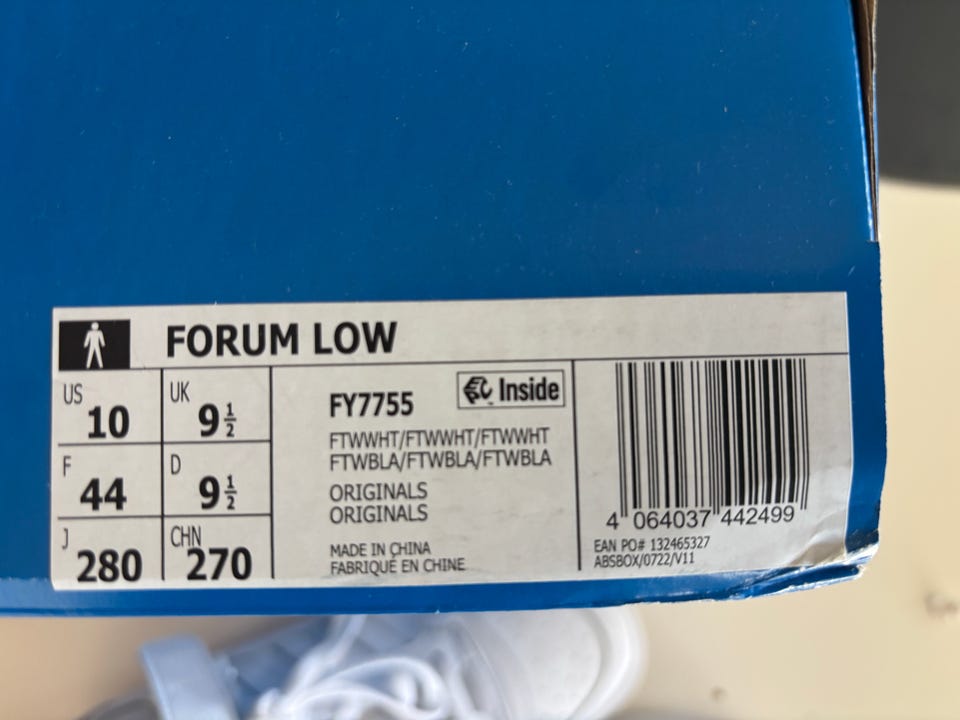 FORUM LOW
US 10
UK 9 1/2
F 44
D 9 1/2
J 280
CHN 270
FY7755
Inside
FTWWHT/FTWWHT/FTWWHT
FTWBLA/FTWBLA/FTWBLA
ORIGINALS
ORIGINALS
MADE IN CHINA
FABRIQUÉ EN CHINE
4 064037 442499
EAN PO# 132465327
ABSBOX/0722/V11